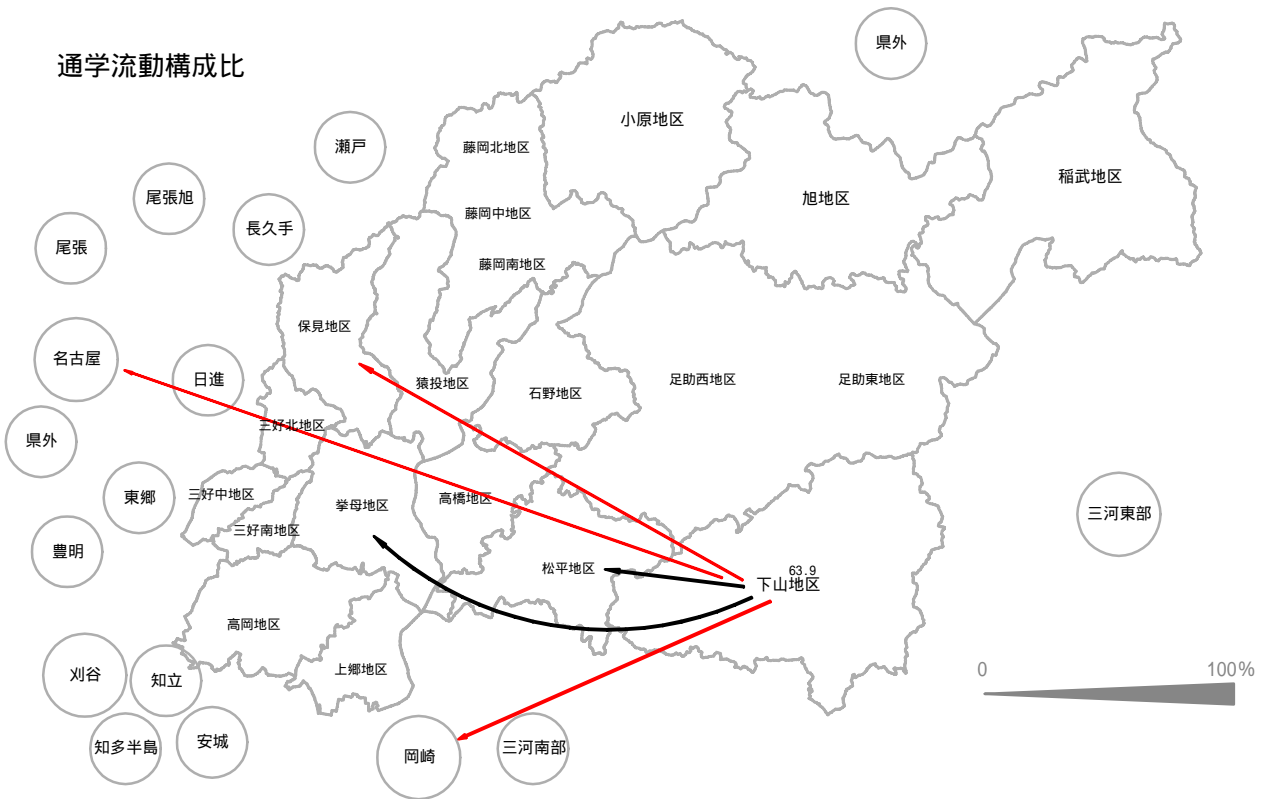 通学流動構成比
県外
小原地区
瀬戸
藤岡北地区
稲武地区
尾張旭
旭地区
藤岡中地区
長久手
尾張
藤岡南地区
保見地区
名古屋
日進
猿投地区
石野地区
足助西地区
足助東地区
三好北地区
県外
三好中地区
東郷
挙母地区
高橋地区
三河東部
三好南地区
豊明
松平地区
63.9
下山地区
高岡地区
上郷地区
0
100%
刈谷
知立
安城
知多半島
岡崎
三河南部